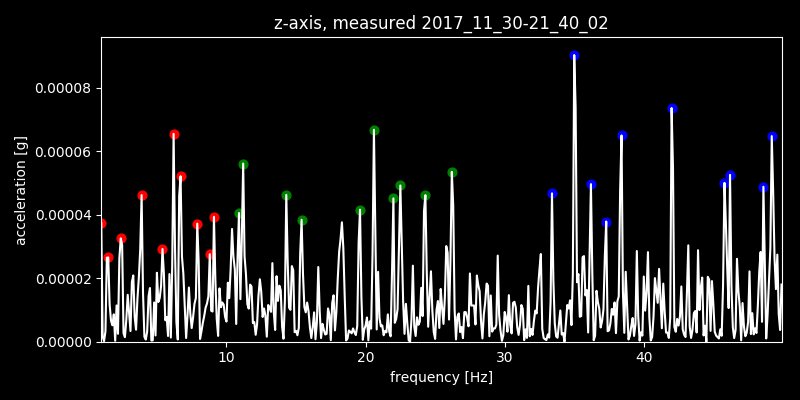 z-axis, measured 2017_11_30-21_40_02
acceleration [g]
0.00008
0.00006
0.00004
0.00002
0.00000
10 20 30 40
frequency [Hz]